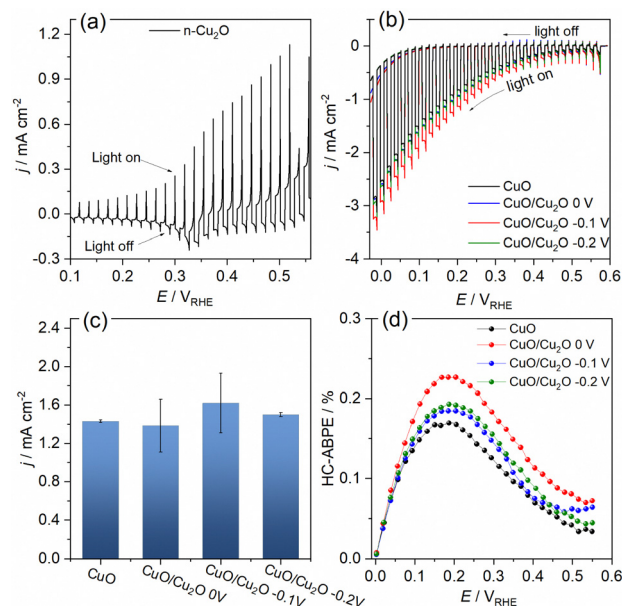 (a)
n-Cu₂O
Light on
Light off
j / mA cm⁻²
1.2
0.9
0.6
0.3
0.0
-0.3
0.1 0.2 0.3 0.4 0.5
E / V_RHE
(b)
light off
light on
CuO
CuO/Cu₂O 0 V
CuO/Cu₂O -0.1 V
CuO/Cu₂O -0.2 V
j / mA cm⁻²
0
-1
-2
-3
-4
0.0 0.1 0.2 0.3 0.4 0.5 0.6
E / V_RHE
(c)
j / mA cm⁻²
2.4
2.0
1.6
1.2
0.8
0.4
0.0
CuO
CuO/Cu₂O 0V
CuO/Cu₂O -0.1V
CuO/Cu₂O -0.2V
(d)
CuO
CuO/Cu₂O 0 V
CuO/Cu₂O -0.1 V
CuO/Cu₂O -0.2 V
HC-ABPE / %
0.3
0.2
0.1
0.0
0.0 0.1 0.2 0.3 0.4 0.5 0.6
E / V_RHE